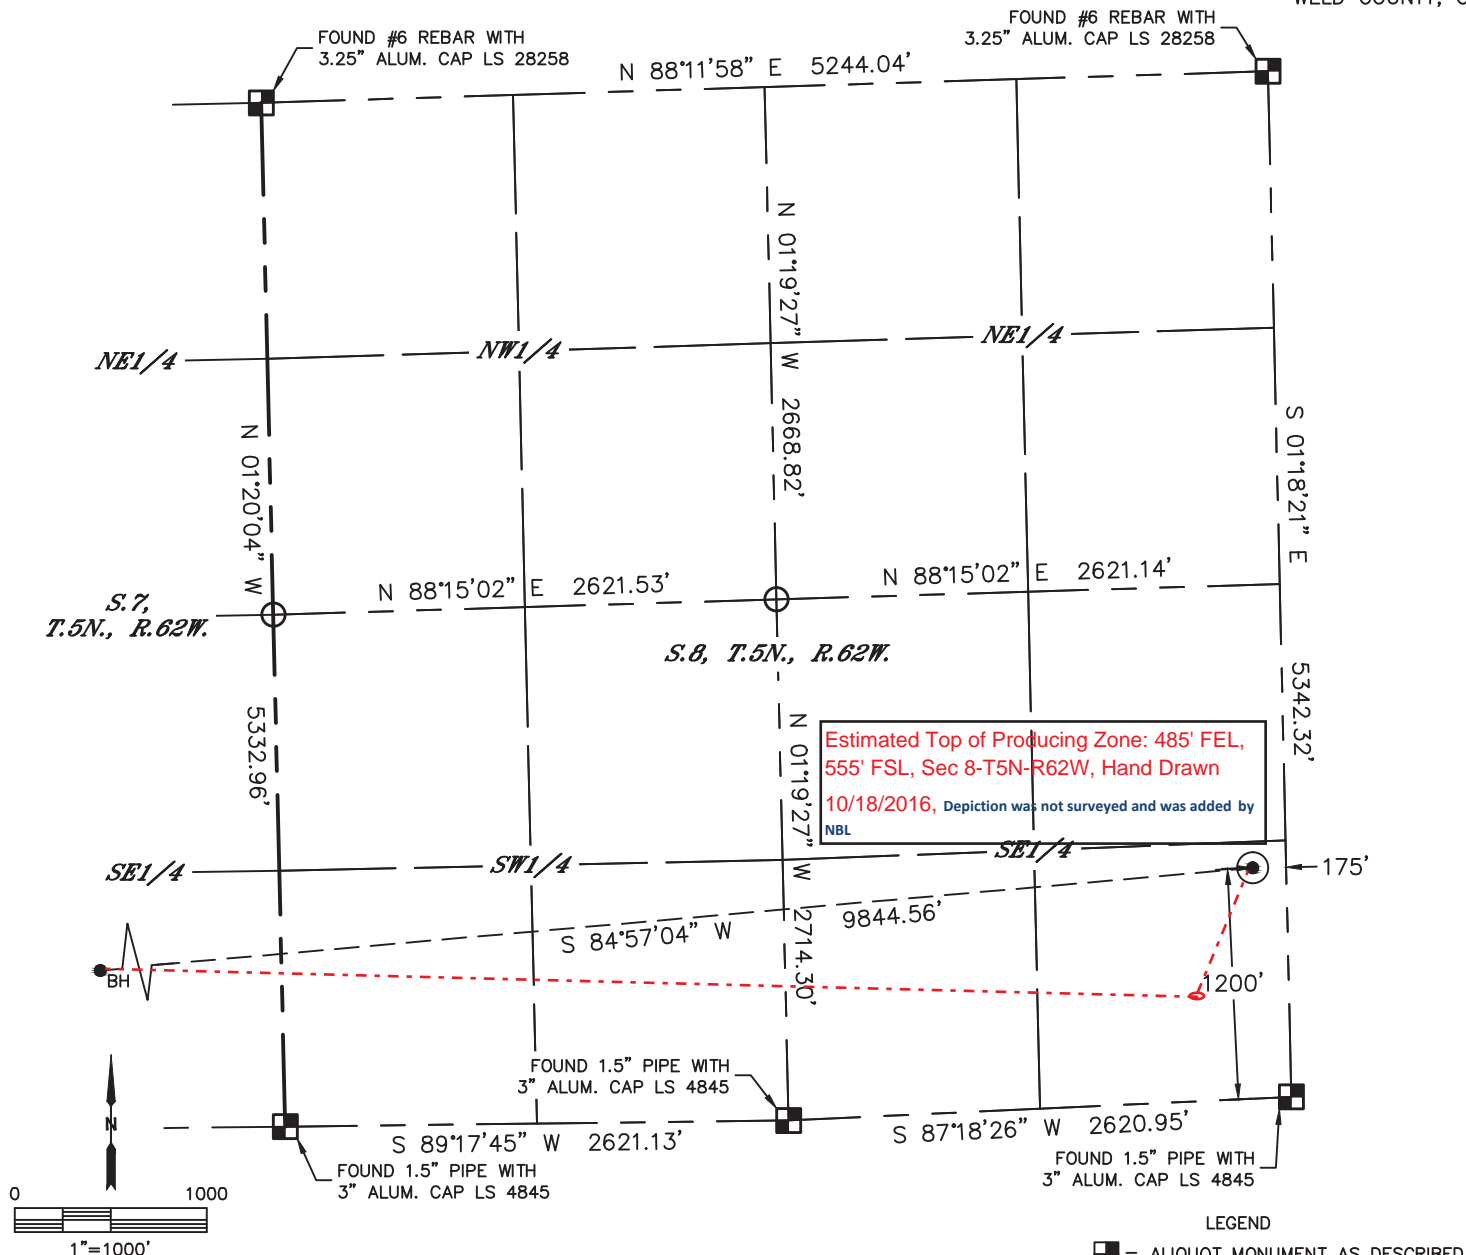 WELD COUNTY, C
FOUND #6 REBAR WITH
3.25" ALUM. CAP LS 28258
N 88°11'58" E 5244.04'
FOUND #6 REBAR WITH
3.25" ALUM. CAP LS 28258
NE1/4
NW1/4
NE1/4
N 01°19'27" W 2668.82'
N 01°20'04" W
5332.96'
S 01°18'21" E
5342.32'
N 88°15'02" E 2621.53'
N 88°15'02" E 2621.14'
S.7,
T.5N., R.62W.
S.8, T.5N., R.62W.
N 01°19'27" W 2714.30'
Estimated Top of Producing Zone: 485' FEL,
555' FSL, Sec 8-T5N-R62W, Hand Drawn
10/18/2016, Depiction was not surveyed and was added by
NBL
SE1/4
SW1/4
SE1/4
175'
S 84°57'04" W 9844.56'
BH
1200'
FOUND 1.5" PIPE WITH
3" ALUM. CAP LS 4845
N
S 89°17'45" W 2621.13'
S 87°18'26" W 2620.95'
FOUND 1.5" PIPE WITH
3" ALUM. CAP LS 4845
FOUND 1.5" PIPE WITH
3" ALUM. CAP LS 4845
0 1000
1"=1000'
LEGEND
= ALIQUOT MONUMENT AS DESCRIBED